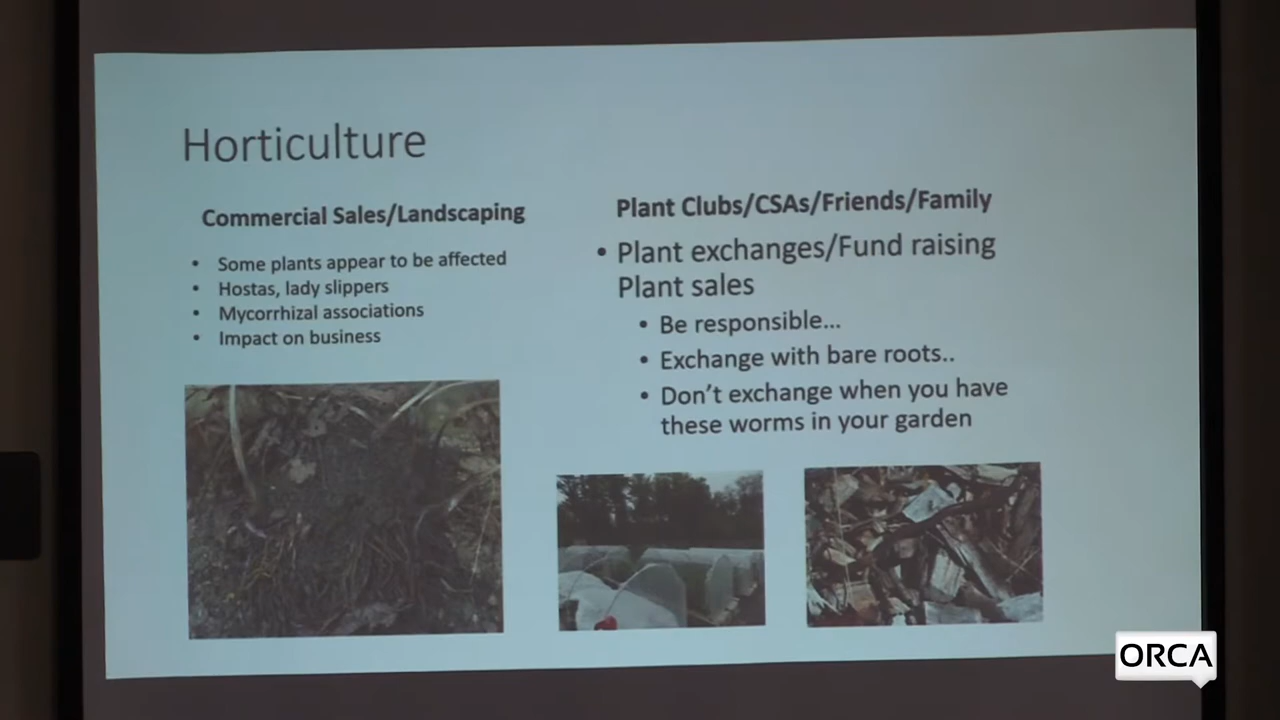 Horticulture
Commercial Sales/Landscaping
• Some plants appear to be affected
• Hostas, lady slippers
• Mycorrhizal associations
• Impact on business
Plant Clubs/CSAs/Friends/Family
• Plant exchanges/Fund raising
Plant sales
• Be responsible...
• Exchange with bare roots..
• Don't exchange when you have
these worms in your garden
ORCA